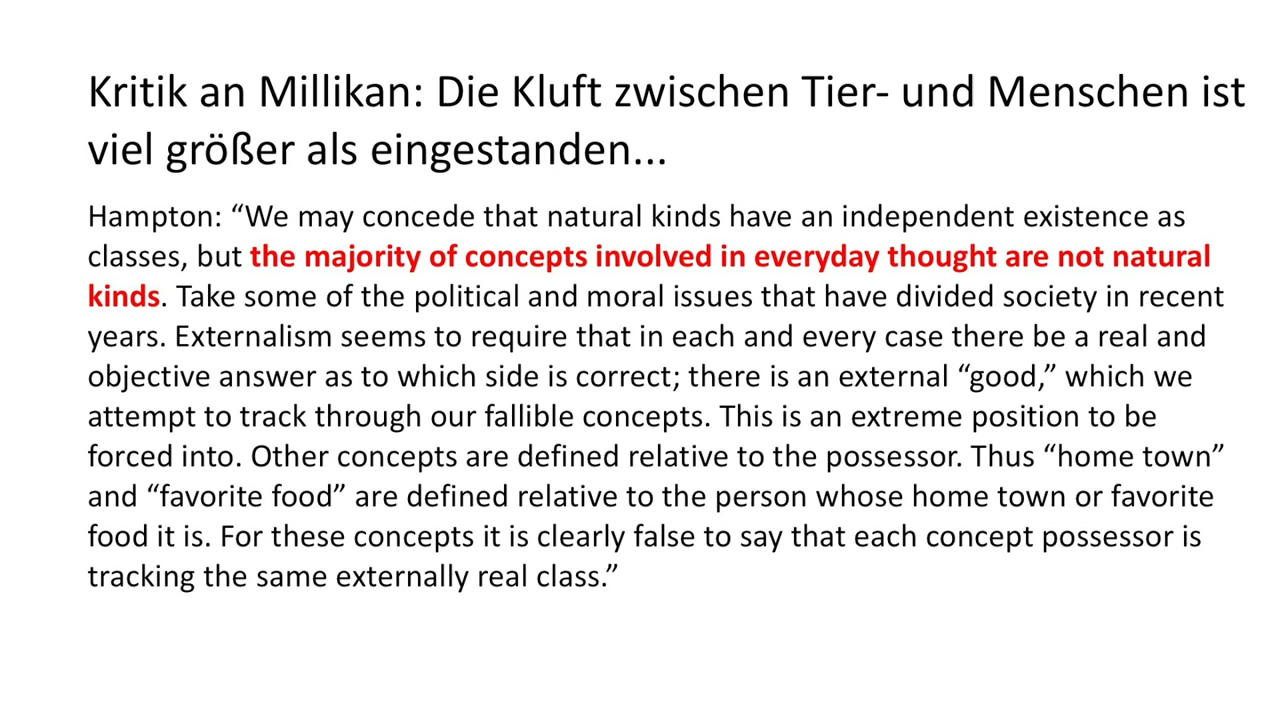 Kritik an Millikan: Die Kluft zwischen Tier- und Menschen ist
viel größer als eingestanden...
Hampton: “We may concede that natural kinds have an independent existence as
classes, but the majority of concepts involved in everyday thought are not natural
kinds. Take some of the political and moral issues that have divided society in recent
years. Externalism seems to require that in each and every case there be a real and
objective answer as to which side is correct; there is an external “good,” which we
attempt to track through our fallible concepts. This is an extreme position to be
forced into. Other concepts are defined relative to the possessor. Thus “home town”
and “favorite food” are defined relative to the person whose home town or favorite
food it is. For these concepts it is clearly false to say that each concept possessor is
tracking the same externally real class.”